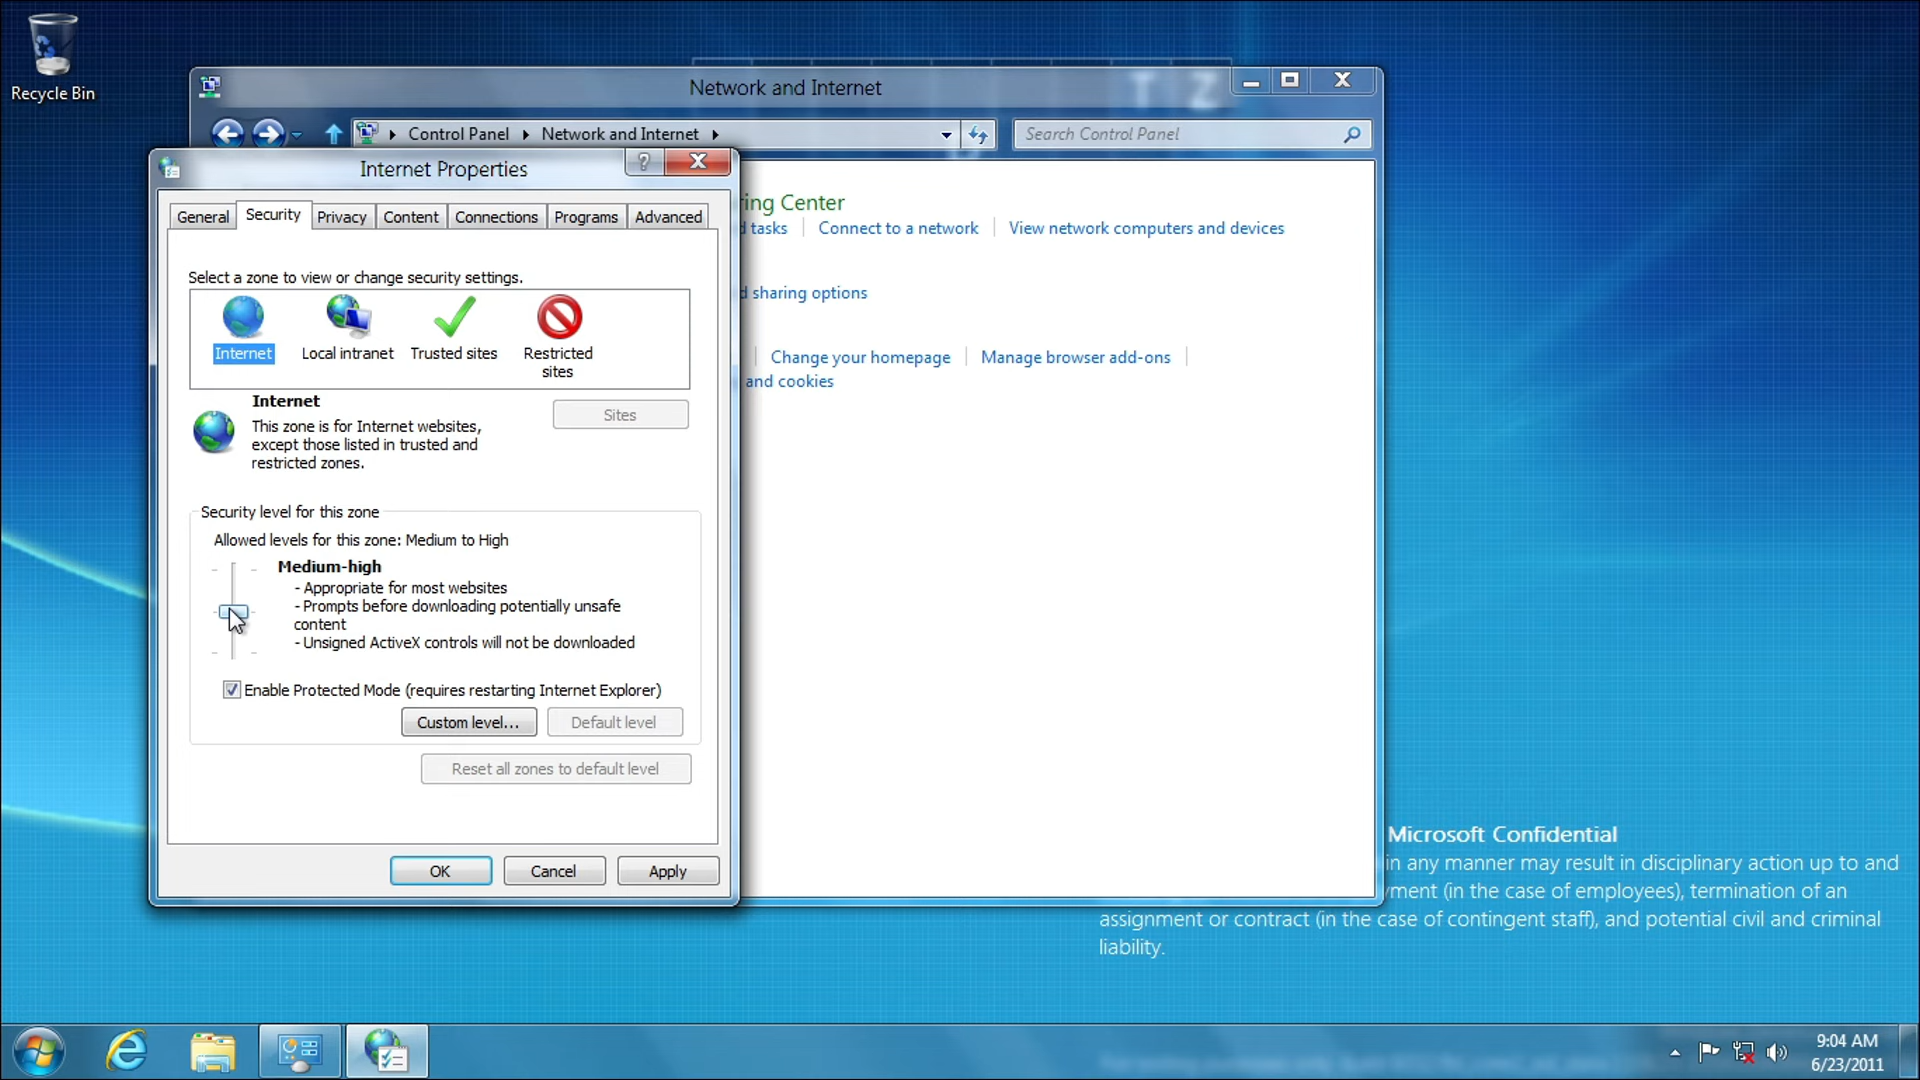 Recycle Bin
Network and Internet
T Z
Control Panel
Network and Internet
Search Control Panel
Internet Properties
General
Security
Privacy
Content
Connections
Programs
Advanced
ring Center
d tasks
Connect to a network
View network computers and devices
d sharing options
Change your homepage
Manage browser add-ons
and cookies
Select a zone to view or change security settings.
Internet
Local intranet
Trusted sites
Restricted
sites
Internet
Sites
This zone is for Internet websites,
except those listed in trusted and
restricted zones.
Security level for this zone
Allowed levels for this zone: Medium to High
Medium-high
- Appropriate for most websites
- Prompts before downloading potentially unsafe
content
- Unsigned ActiveX controls will not be downloaded
Enable Protected Mode (requires restarting Internet Explorer)
Custom level...
Default level
Reset all zones to default level
OK
Cancel
Apply
Microsoft Confidential
in any manner may result in disciplinary action up to and
yment (in the case of employees), termination of an
assignment or contract (in the case of contingent staff), and potential civil and criminal
liability.
9:04 AM
6/23/2011